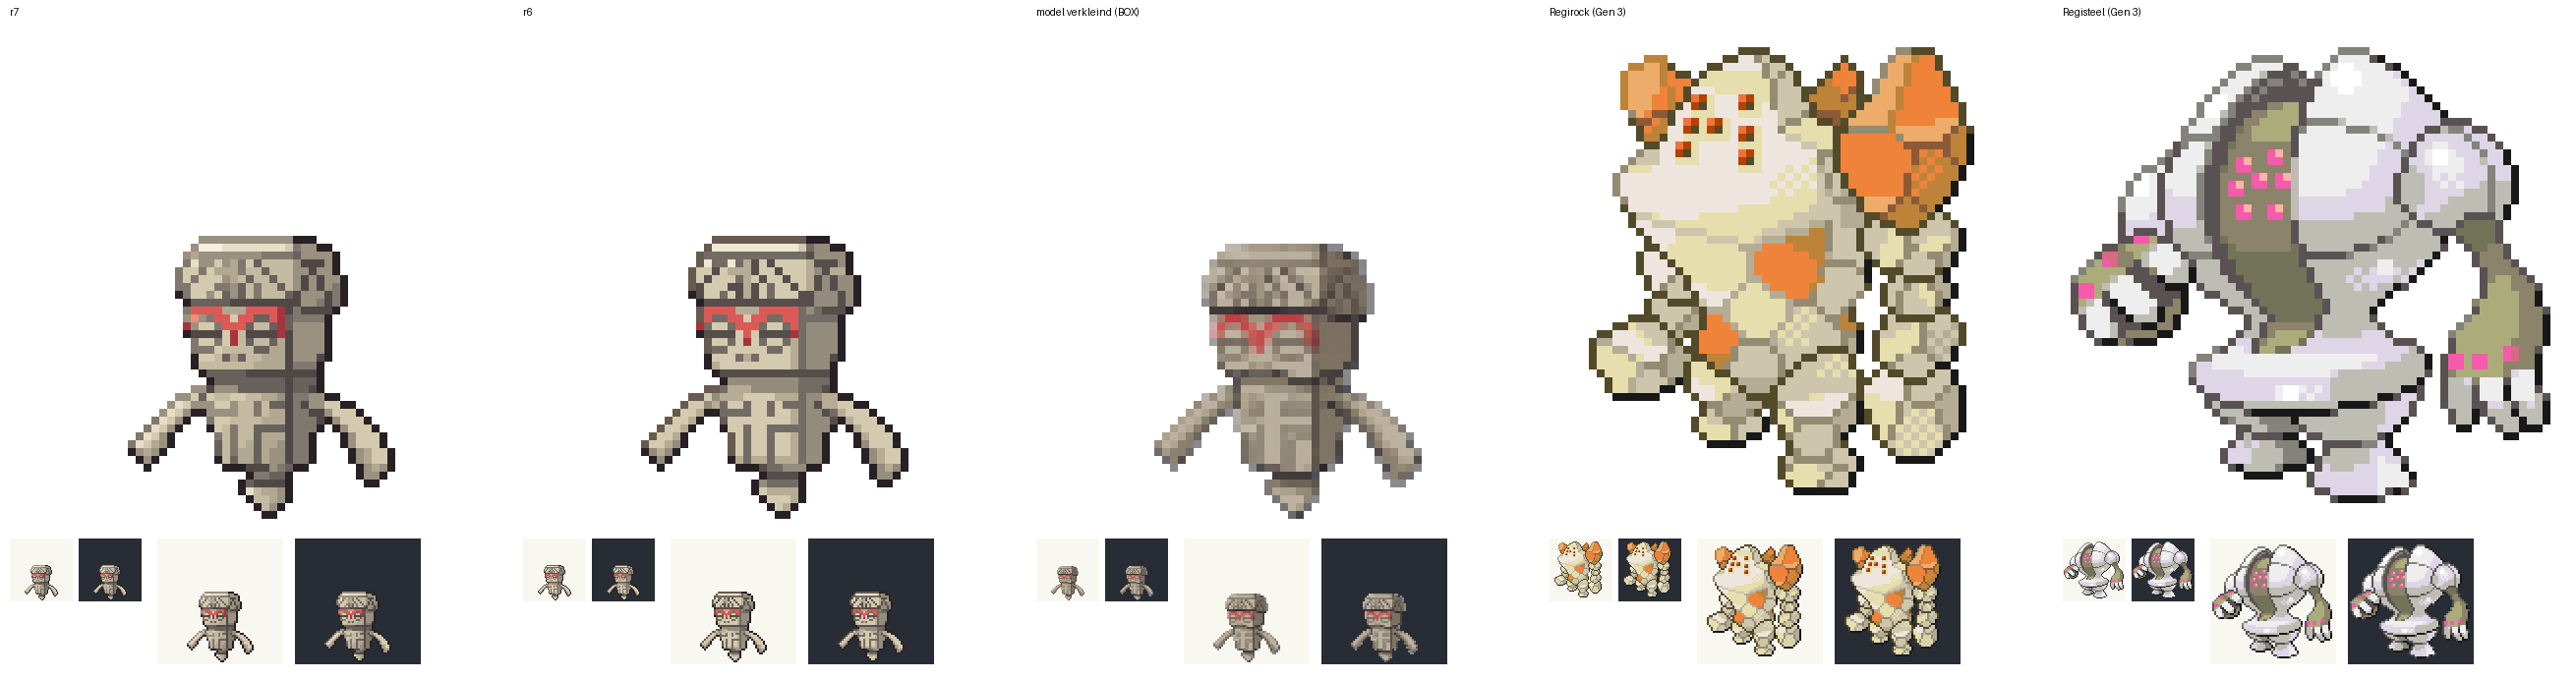 r7
r6
model verkleind (BOX)
Regirock (Gen 3)
Registeel (Gen 3)